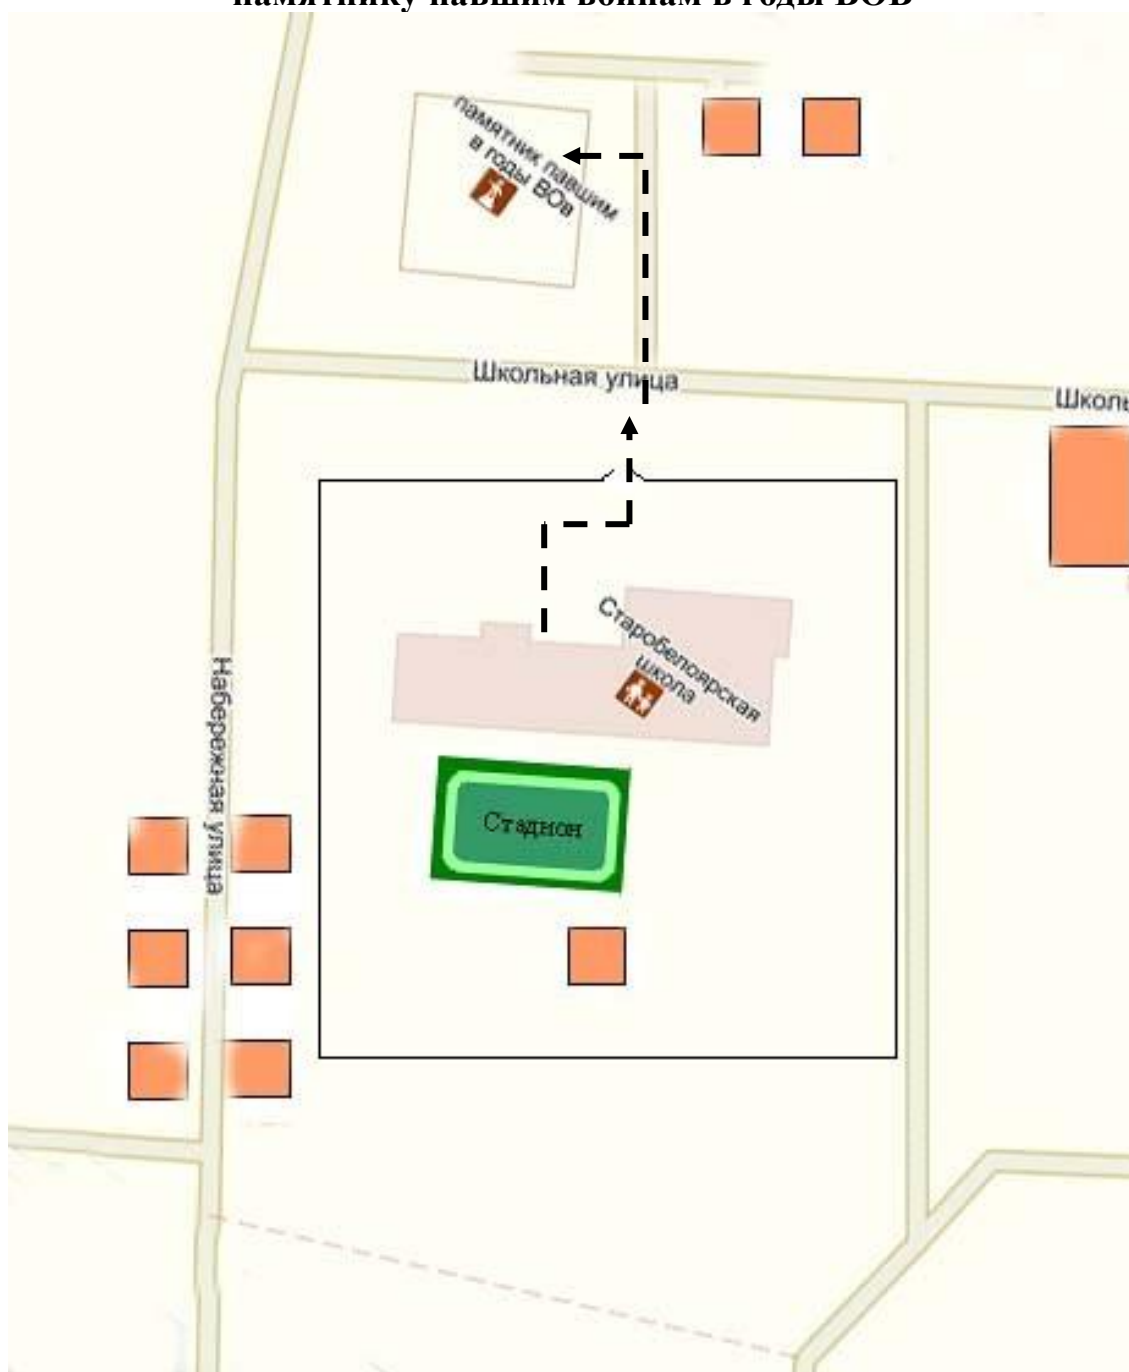 памятнику павшим воинам в годы ВОВ
памятник павшим
в годы ВОв
Школьная улица
Школь
Старобелоярская
школа
Набережная улица
Стадион